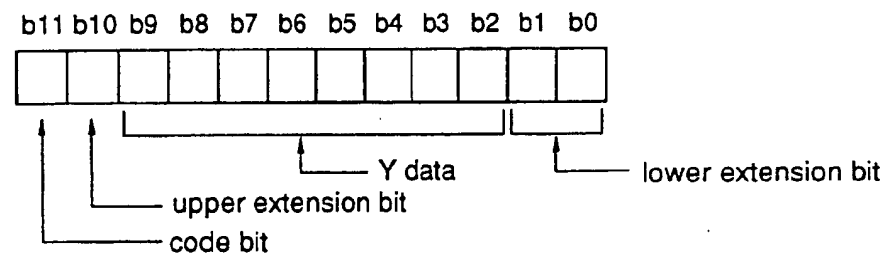 b11 b10 b9 b8 b7 b6 b5 b4 b3 b2 b1 b0
Y data
lower extension bit
upper extension bit
code bit